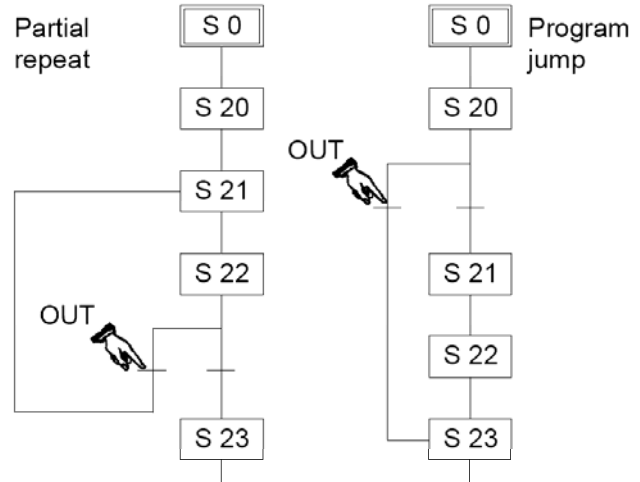 Partial
repeat
S 0
S 20
S 21
S 22
OUT
S 23
S 0
Program
jump
S 20
OUT
S 21
S 22
S 23